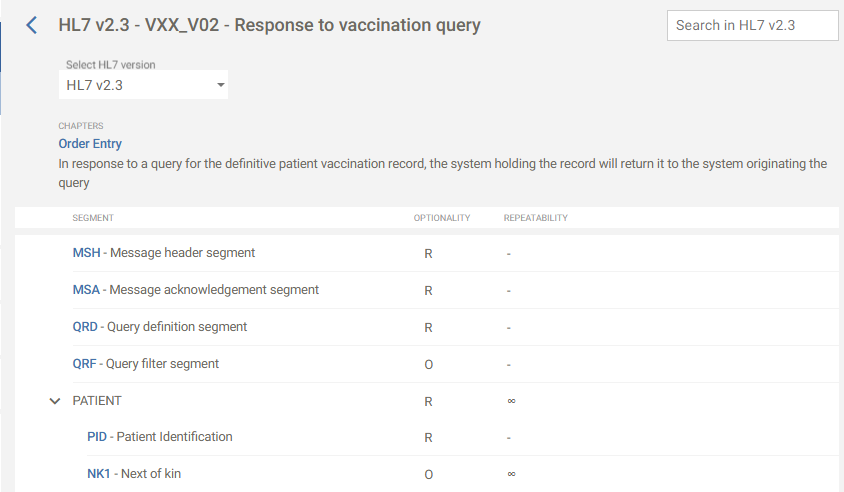 HL7 v2.3 - VXX_V02 - Response to vaccination query
Search in HL7 v2.3
Select HL7 version
HL7 v2.3
CHAPTERS
Order Entry
In response to a query for the definitive patient vaccination record, the system holding the record will return it to the system originating the
query
SEGMENT OPTIONALITY REPEATABILITY
MSH - Message header segment R -
MSA - Message acknowledgement segment R -
QRD - Query definition segment R -
QRF - Query filter segment O -
PATIENT R ∞
PID - Patient Identification R -
NK1 - Next of kin O ∞